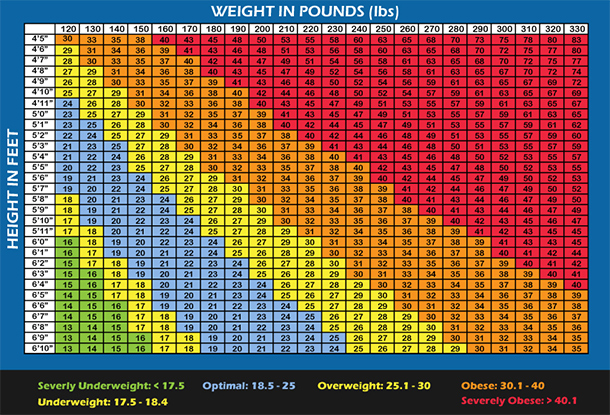 WEIGHT IN POUNDS (lbs)
HEIGHT IN FEET
120 130 140 150 160 170 180 190 200 210 220 230 240 250 260 270 280 290 300 310 320 330
4'5" 30 33 35 38 40 43 45 48 50 53 55 58 60 63 65 68 70 73 75 78 80 83
4'6" 29 31 34 36 39 41 43 46 48 51 53 56 58 60 63 65 68 70 72 75 77 80
4'7" 28 30 33 35 37 40 42 44 47 49 51 54 56 58 61 63 65 68 70 72 75 77
4'8" 27 29 31 34 36 38 40 43 45 47 49 52 54 56 58 61 63 65 67 70 72 74
4'9" 26 28 30 33 35 37 39 41 43 46 48 50 52 54 56 59 61 63 65 67 69 72
4'10" 25 27 29 31 34 36 38 40 42 44 46 48 50 52 54 56 59 61 63 65 67 69
4'11" 24 26 28 30 32 34 36 38 40 42 44 47 49 51 53 55 57 59 61 63 65 67
5'0" 23 25 27 29 31 33 35 37 39 41 43 45 47 49 51 53 55 57 59 61 63 65
5'1" 23 25 26 28 30 32 34 36 38 40 42 44 45 47 49 51 53 55 57 59 61 62
5'2" 22 24 25 27 29 31 33 35 37 38 40 42 44 46 48 49 51 53 55 57 59 60
5'3" 21 23 25 27 28 30 32 34 36 37 39 41 43 44 46 48 50 51 53 55 57 59
5'4" 21 22 24 26 28 29 31 33 34 36 38 40 41 43 45 46 48 50 52 53 55 57
5'5" 20 22 23 25 27 28 30 32 33 35 37 38 40 42 43 45 47 48 50 52 53 55
5'6" 19 21 23 24 26 27 29 31 32 34 36 37 39 40 42 44 45 47 49 50 52 53
5'7" 19 20 22 24 25 27 28 30 31 33 35 36 38 39 41 42 44 46 47 49 50 52
5'8" 18 20 21 23 24 26 27 29 30 32 34 35 37 38 40 41 43 44 46 47 49 50
5'9" 18 19 21 22 24 25 27 28 30 31 33 34 36 37 38 40 41 43 44 46 47 49
5'10" 17 19 20 22 23 24 26 27 29 30 32 33 35 36 37 39 40 42 43 45 46 47
5'11" 17 18 20 21 22 24 25 27 28 29 31 32 34 35 36 38 39 41 42 43 45 46
6'0" 16 18 19 20 22 23 24 26 27 29 30 31 33 34 35 37 38 39 41 42 43 45
6'1" 16 17 19 20 21 22 24 25 26 28 29 30 32 33 34 36 37 38 40 41 42 44
6'2" 15 17 18 19 21 22 23 24 26 27 28 30 31 32 33 35 36 37 39 40 41 42
6'3" 15 16 18 19 20 21 23 24 25 26 28 29 30 31 33 34 35 36 38 39 40 41
6'4" 15 16 17 18 20 21 22 23 24 26 27 28 29 30 32 33 34 35 37 38 39 40
6'5" 14 15 17 18 19 20 21 23 24 25 26 27 29 30 31 32 33 34 36 37 38 39
6'6" 14 15 16 17 19 20 21 22 23 24 25 27 28 29 30 31 32 34 35 36 37 38
6'7" 14 15 16 17 18 19 20 21 23 24 25 26 27 28 29 30 32 33 34 35 36 37
6'8" 13 14 15 17 18 19 20 21 22 23 24 25 26 28 29 30 31 32 33 34 35 36
6'9" 13 14 15 16 17 18 19 20 21 23 24 25 26 27 28 29 30 31 32 33 34 35
6'10" 13 14 15 16 17 18 19 20 21 22 23 24 25 26 27 28 29 30 31 32 33 35
Severly Underweight: < 17.5 Optimal: 18.5 - 25 Overweight: 25.1 - 30 Obese: 30.1 - 40
Underweight: 17.5 - 18.4 Severely Obese: > 40.1